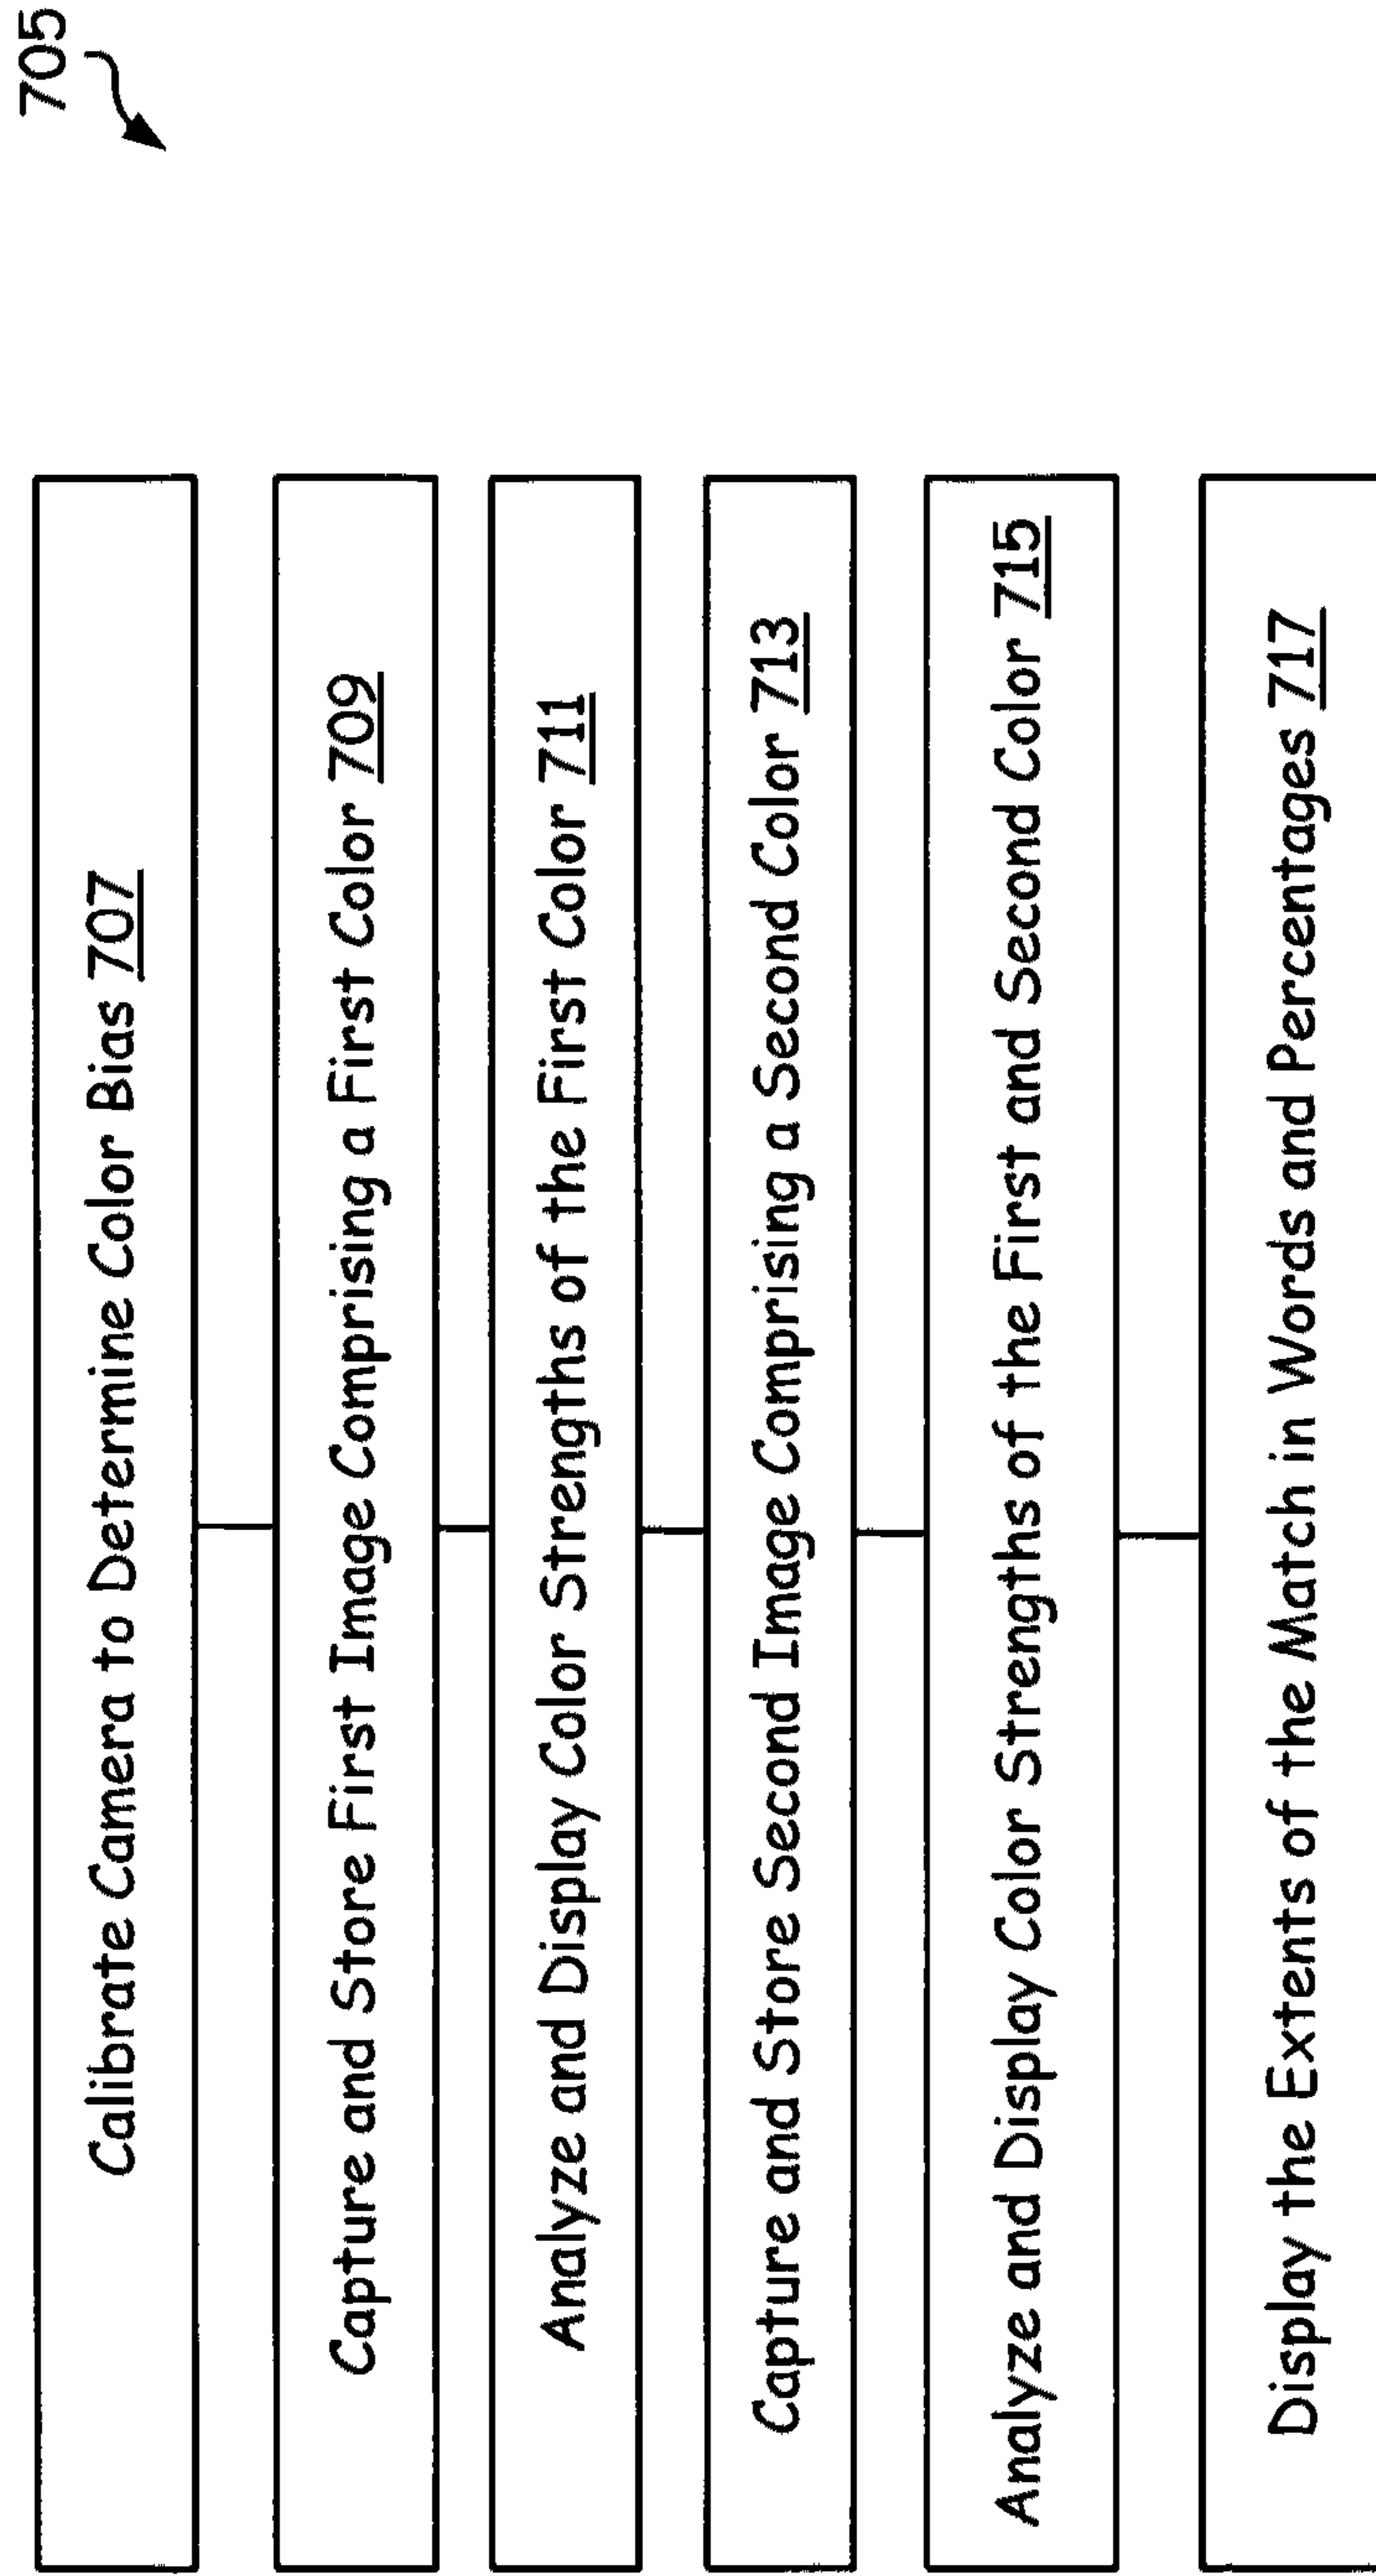 705
Calibrate Camera to Determine Color Bias 707
Capture and Store First Image Comprising a First Color 709
Analyze and Display Color Strengths of the First Color 711
Capture and Store Second Image Comprising a Second Color 713
Analyze and Display Color Strengths of the First and Second Color 715
Display the Extents of the Match in Words and Percentages 717